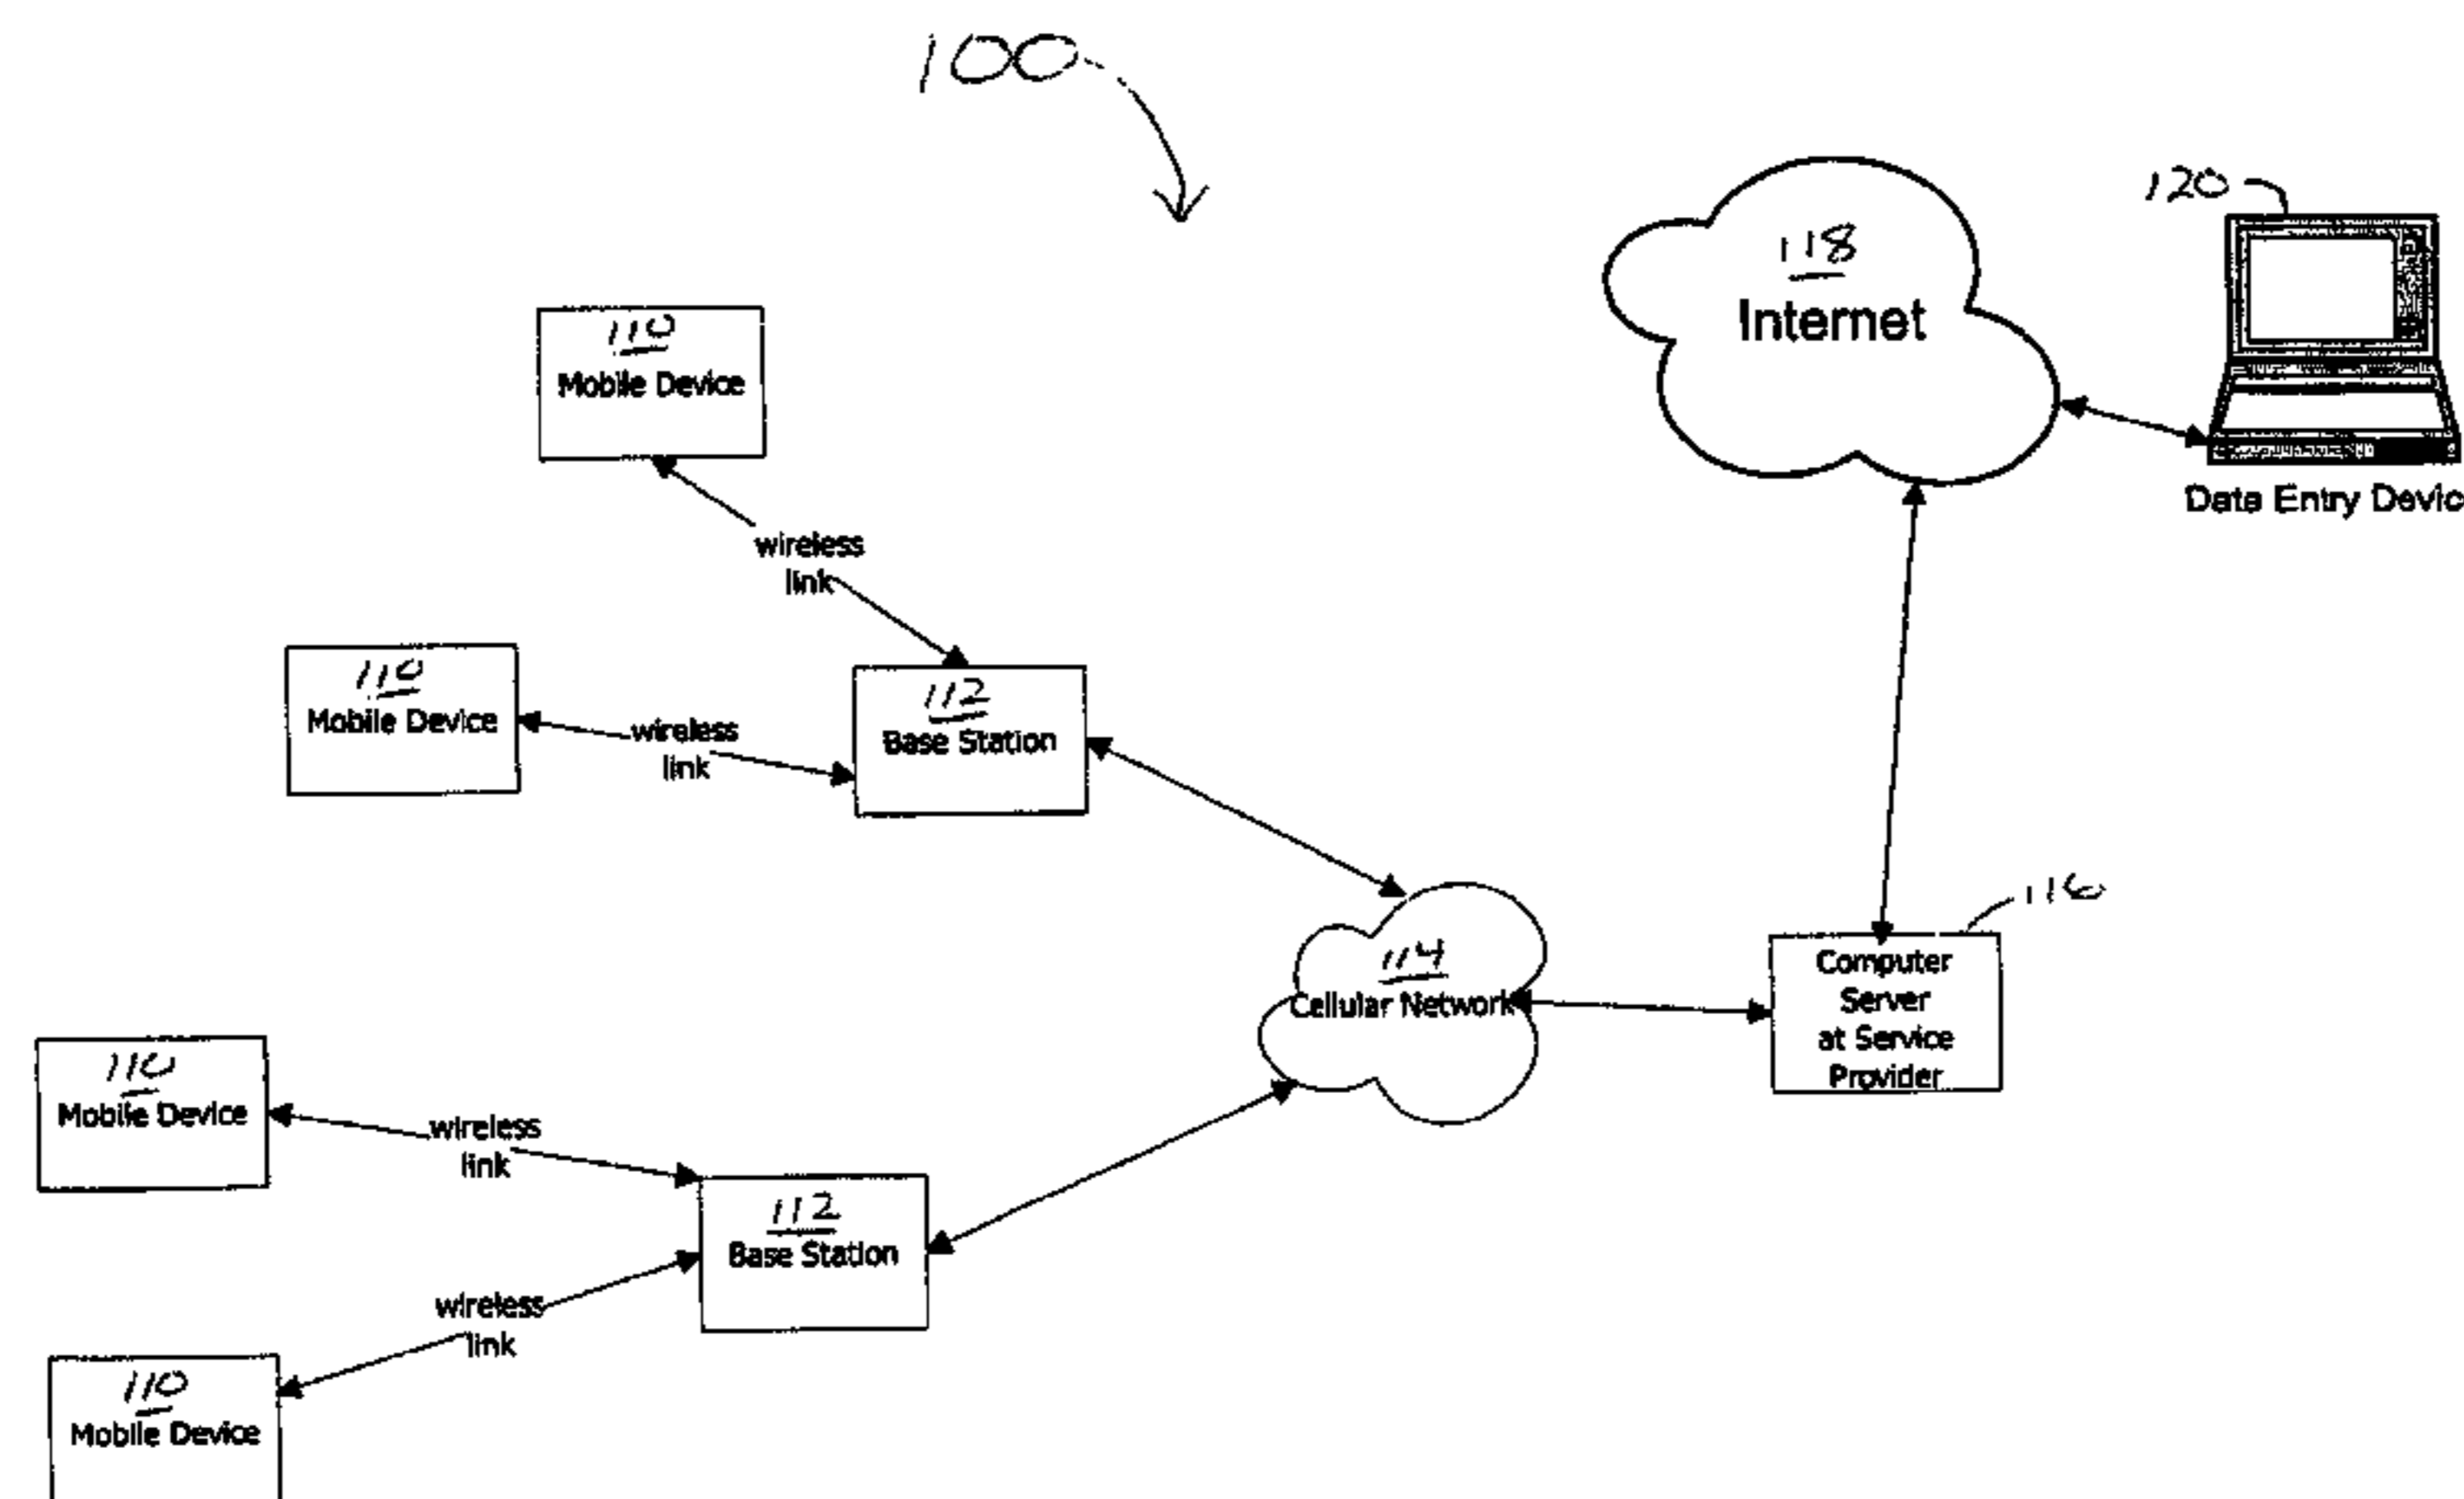 100
118
Internet
120
Data Entry Devic
110
Mobile Device
wireless
link
110
Mobile Device
wireless
link
112
Base Station
114
Cellular Network
116
Computer
Server
at Service
Provider
110
Mobile Device
wireless
link
112
Base Station
wireless
link
110
Mobile Device